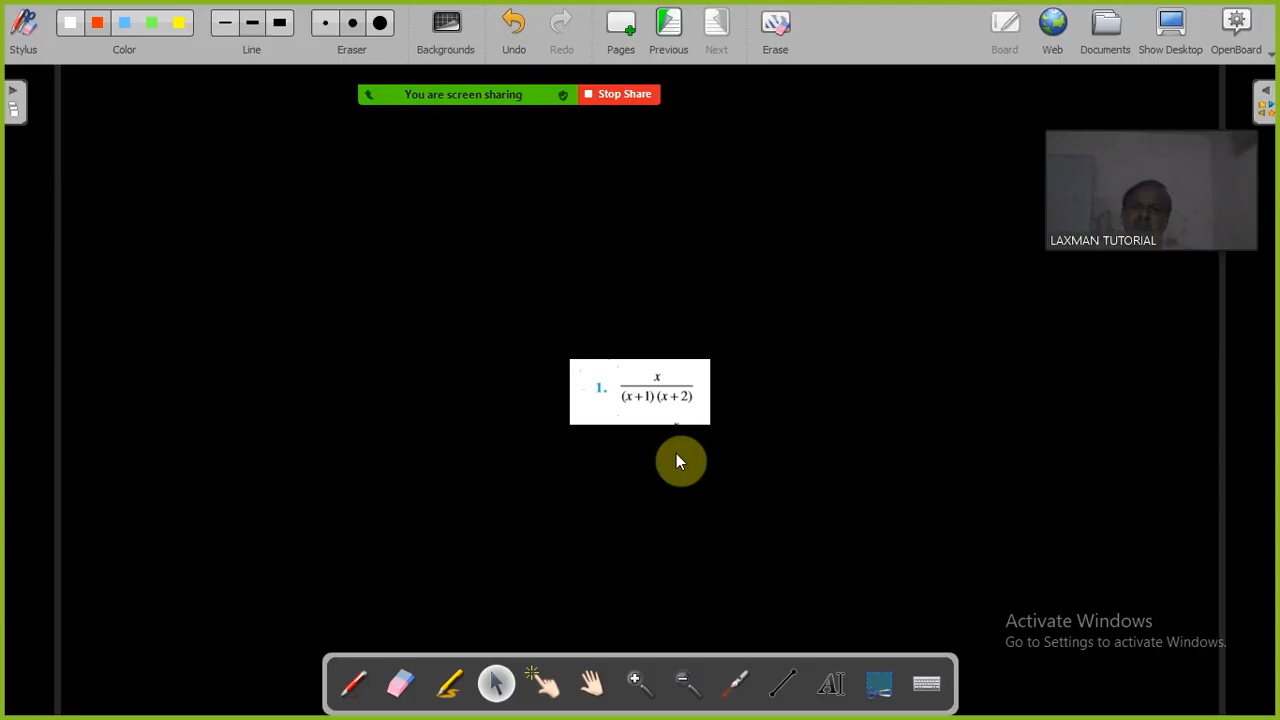 Stylus
Color
Line
Eraser
Backgrounds
Undo
Redo
Pages
Previous
Next
Erase
Board
Web
Documents
Show Desktop
OpenBoard
You are screen sharing
Stop Share
LAXMAN TUTORIAL
1. x
(x+1)(x+2)
Activate Windows
Go to Settings to activate Windows.
AI